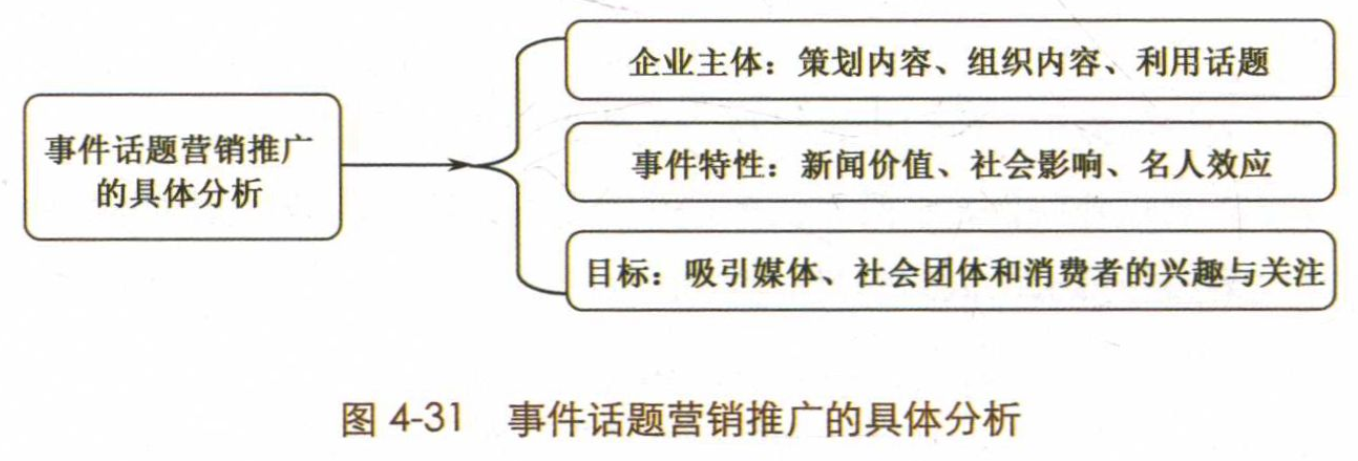 企业主体：策划内容、组织内容、利用话题
事件话题营销推广
的具体分析
事件特性：新闻价值、社会影响、名人效应
目标：吸引媒体、社会团体和消费者的兴趣与关注
图 4-31 事件话题营销推广的具体分析